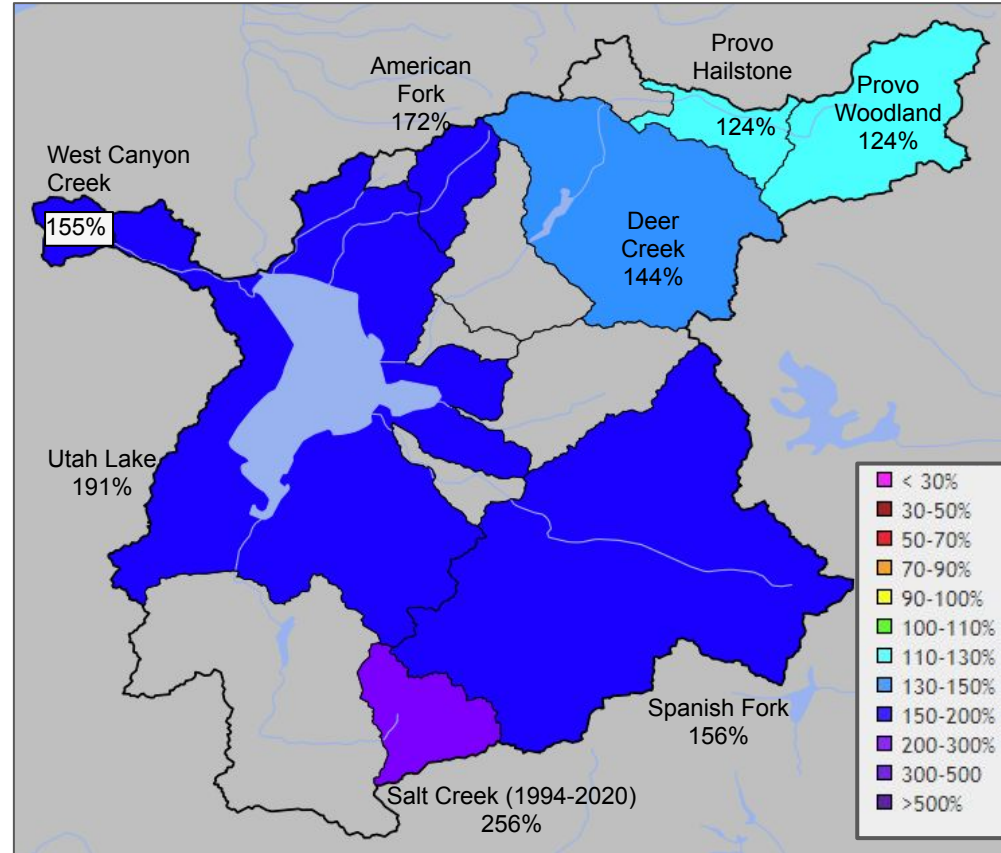 American
Fork
172%
Provo
Hailstone
124%
Provo
Woodland
124%
West Canyon
Creek
155%
Deer
Creek
144%
Utah Lake
191%
Spanish Fork
156%
Salt Creek (1994-2020)
256%
< 30%
30-50%
50-70%
70-90%
90-100%
100-110%
110-130%
130-150%
150-200%
200-300%
300-500
>500%